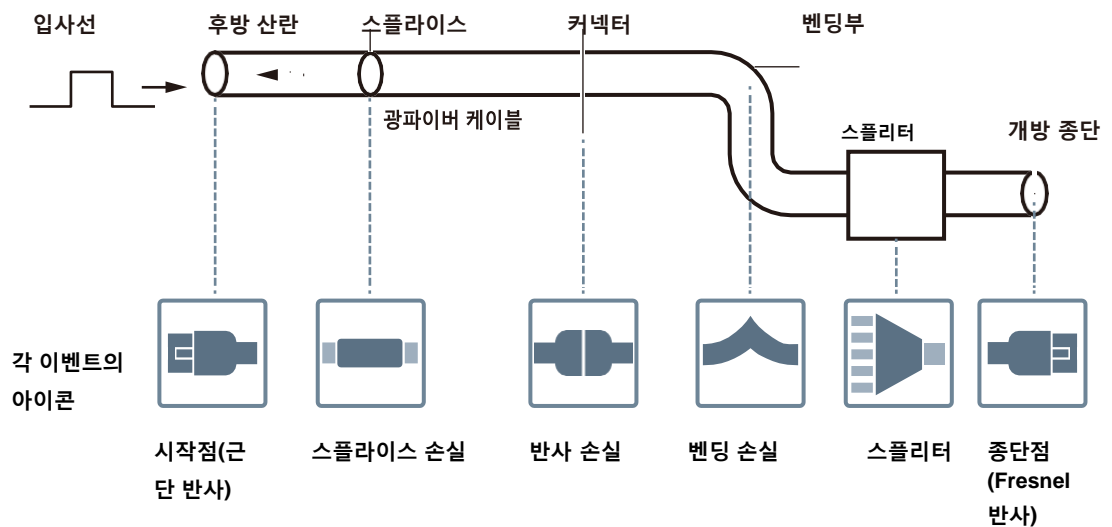 입사선
후방 산란
스플라이스
커넥터
벤딩부
광파이버 케이블
스플리터
개방 종단
각 이벤트의
아이콘
시작점(근
단 반사)
스플라이스 손실
반사 손실
벤딩 손실
스플리터
종단점
(Fresnel
반사)